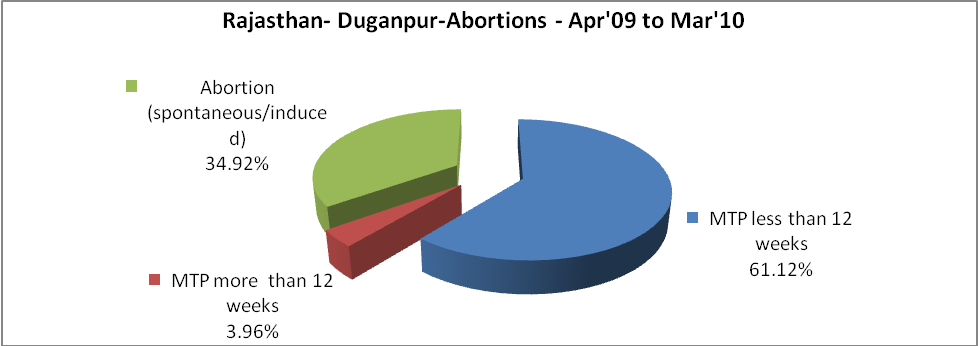 Rajasthan- Duganpur-Abortions - Apr'09 to Mar'10
Abortion
(spontaneous/induce
d)
34.92%
MTP less than 12
weeks
61.12%
MTP more  than 12
weeks
3.96%